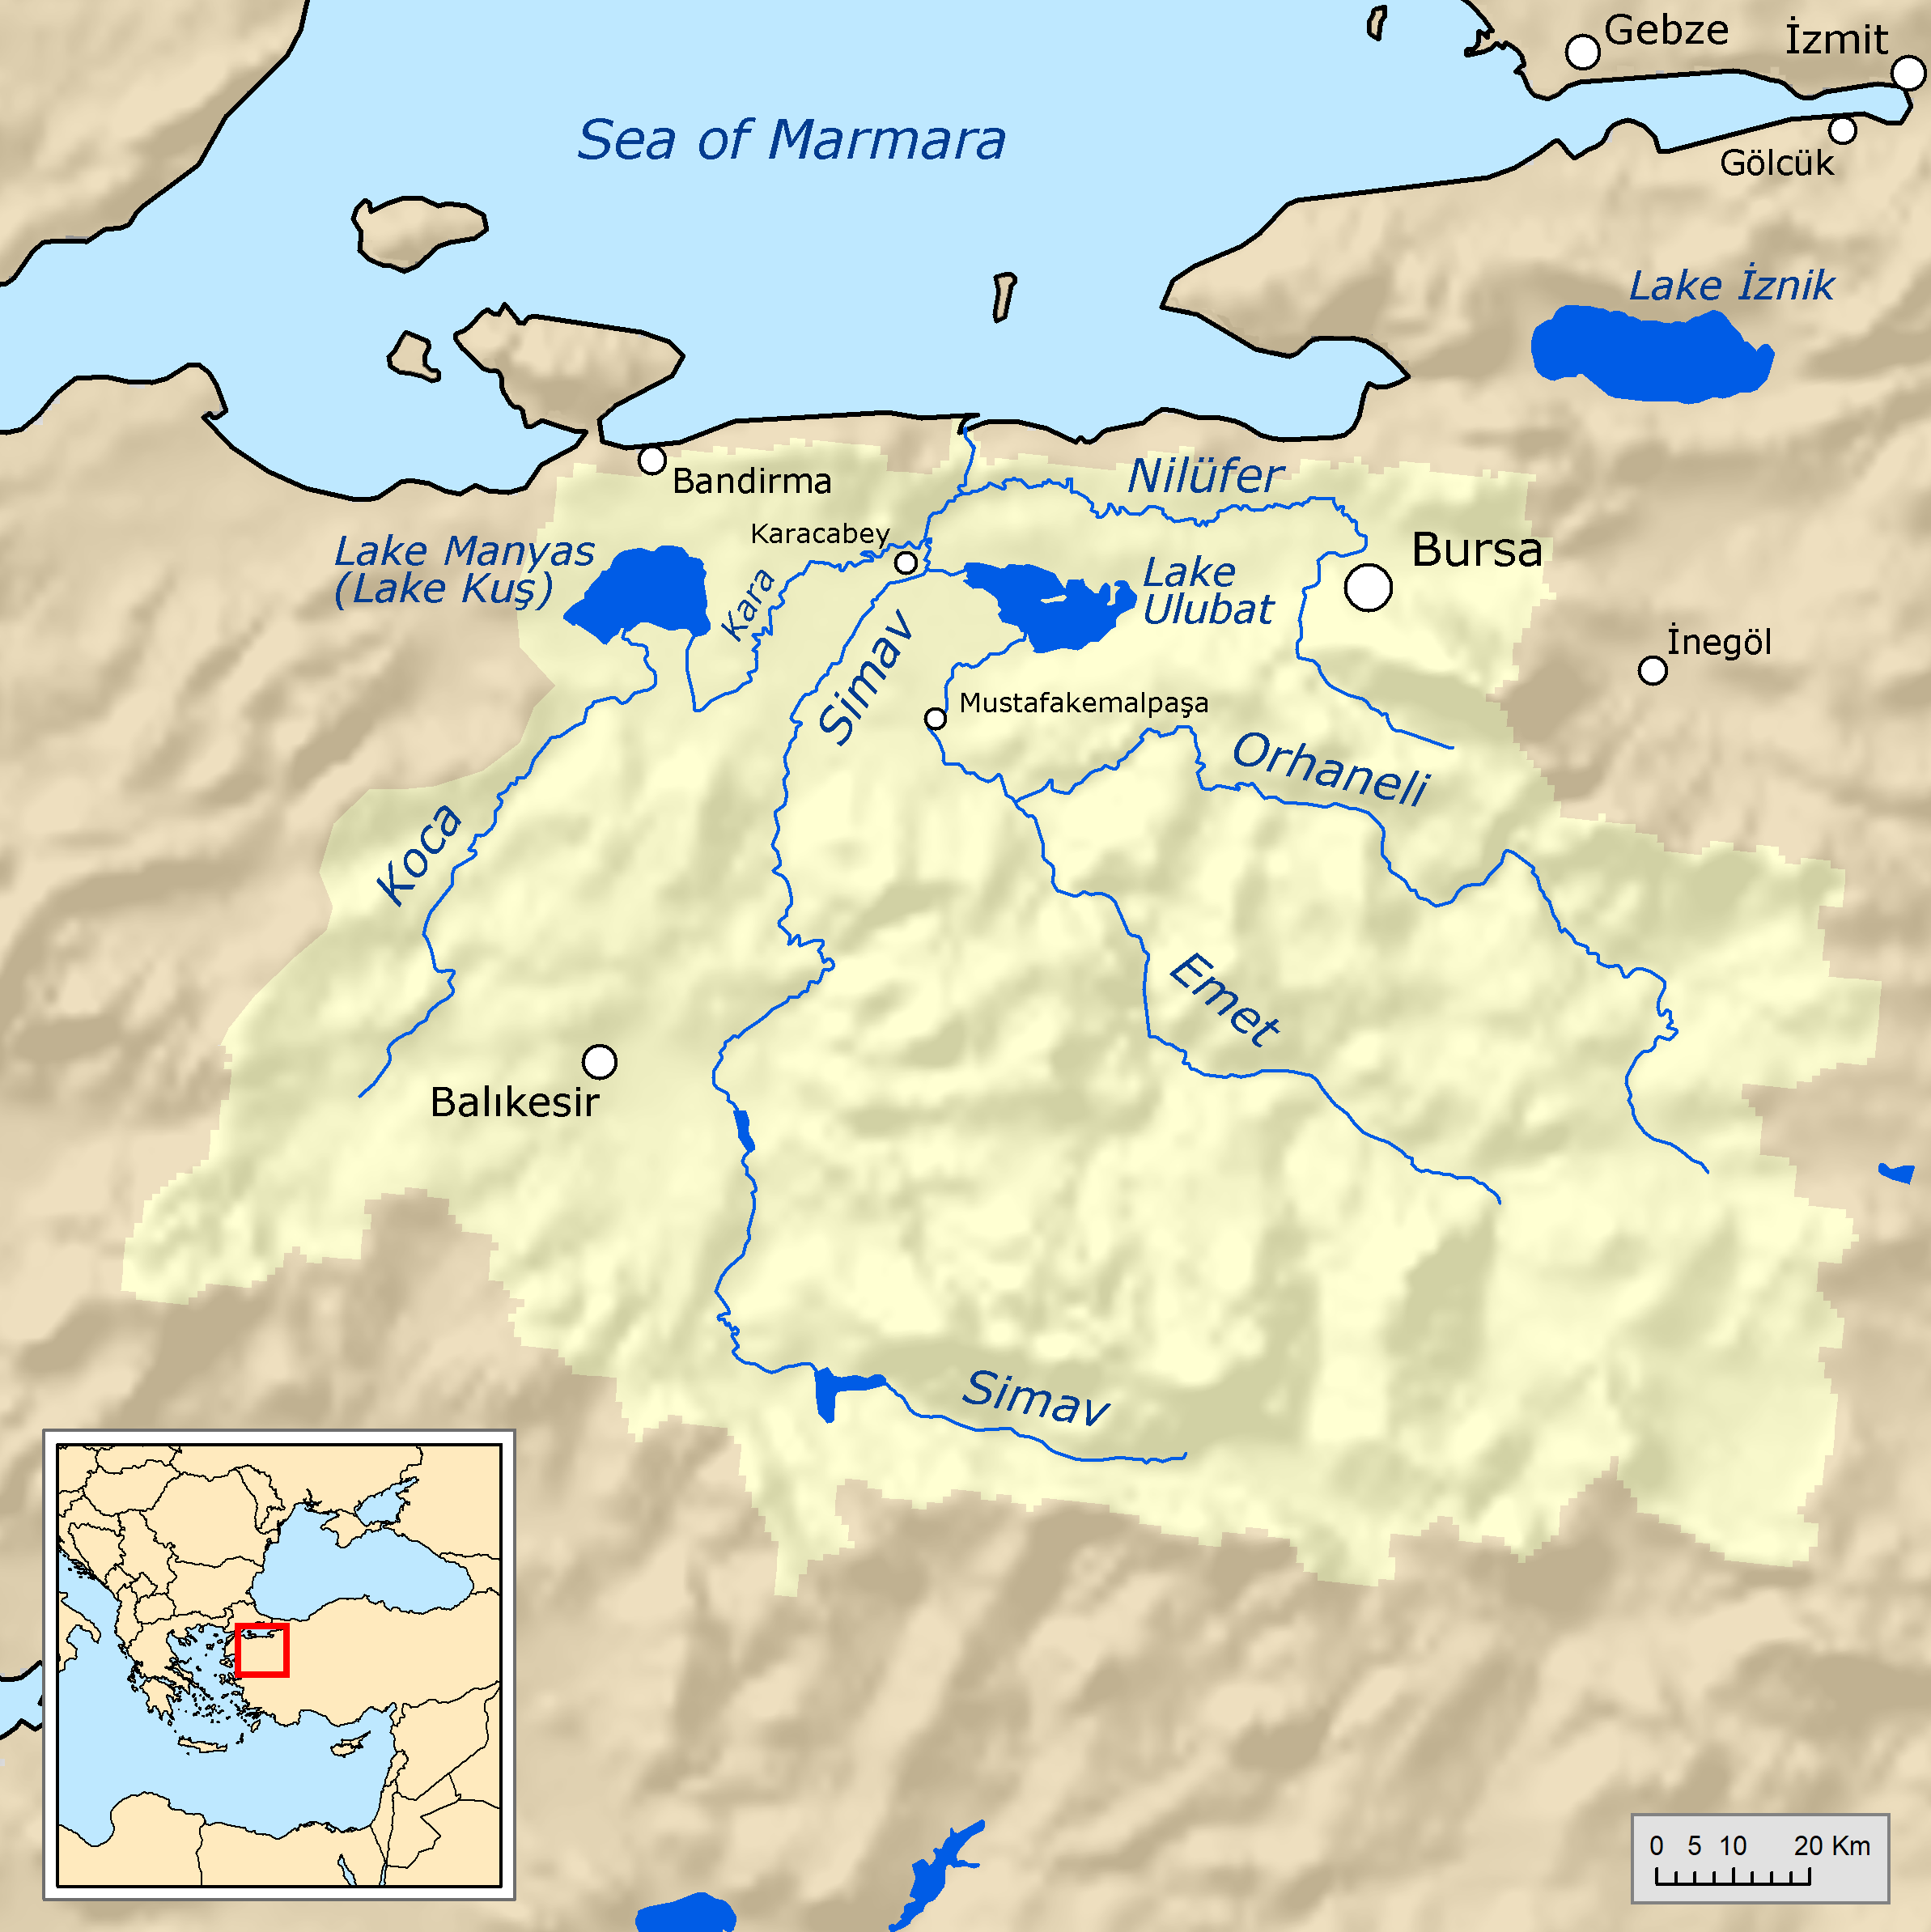 Gebze
İzmit
Sea of Marmara
Gölcük
Lake İznik
Nilüfer
Bandirma
Karacabey
Bursa
Lake Manyas
(Lake Kuş)
Lake
Ulubat
Kara
İnegöl
Simav
Mustafakemalpaşa
Orhaneli
Koca
Emet
Balıkesir
Simav
0 5 10 20 Km